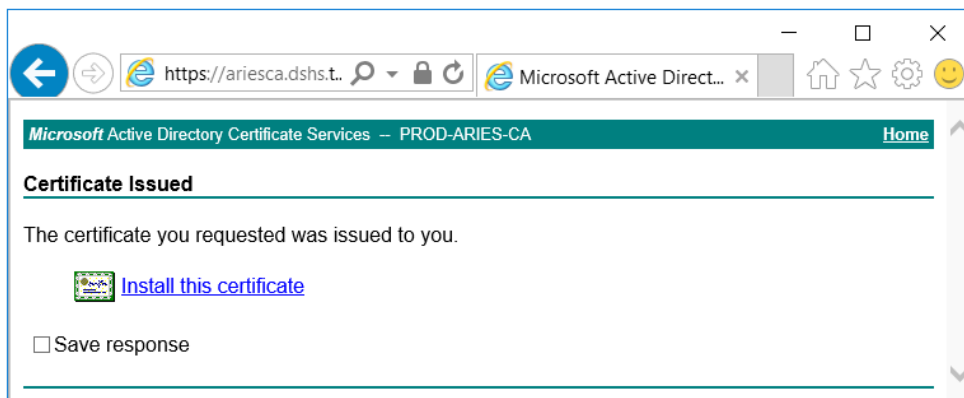 https://ariesca.dshs.t.. Microsoft Active Direct...
Microsoft Active Directory Certificate Services -- PROD-ARIES-CA Home
Certificate Issued
The certificate you requested was issued to you.
Install this certificate
Save response